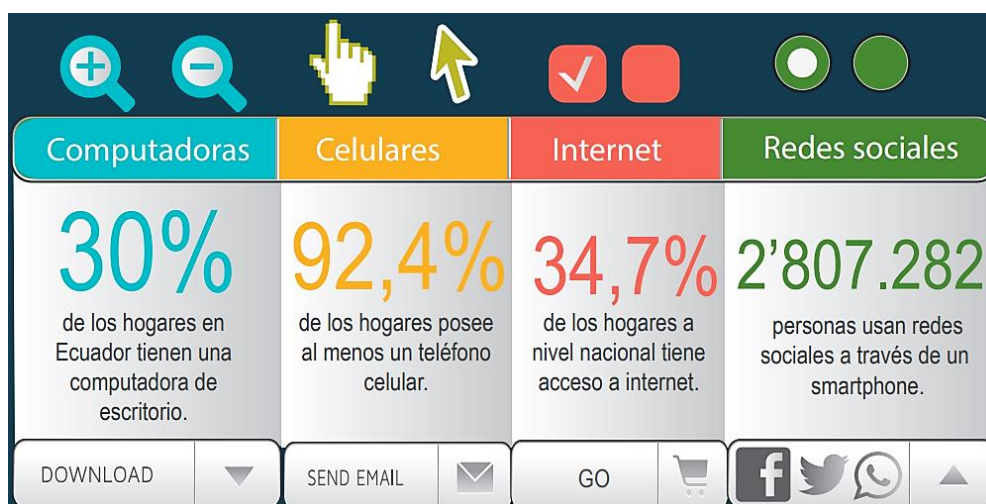 Computadoras
30%
de los hogares en
Ecuador tienen una
computadora de
escritorio.
DOWNLOAD
Celulares
92,4%
de los hogares posee
al menos un teléfono
celular.
SEND EMAIL
Internet
34,7%
de los hogares a
nivel nacional tiene
acceso a internet.
GO
Redes sociales
2’807.282
personas usan redes
sociales a través de un
smartphone.